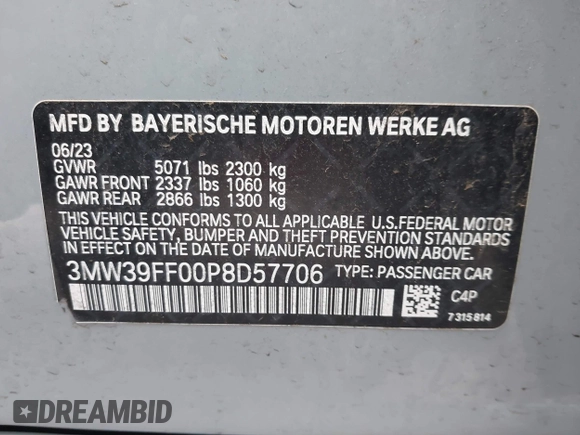 MFD BY BAYERISCHE MOTOREN WERKE AG
06/23
GVWR 5071 lbs 2300 kg
GAWR FRONT 2337 lbs 1060 kg
GAWR REAR 2866 lbs 1300 kg
THIS VEHICLE CONFORMS TO ALL APPLICABLE U.S.FEDERAL MOTOR
VEHICLE SAFETY, BUMPER, AND THEFT PREVENTION STANDARDS
IN EFFECT ON THE DATE OF MANUFACTURE SHOWN ABOVE.
3MW39FF00P8D57706 TYPE: PASSENGER CAR
C4P
7315814
DREAMBID